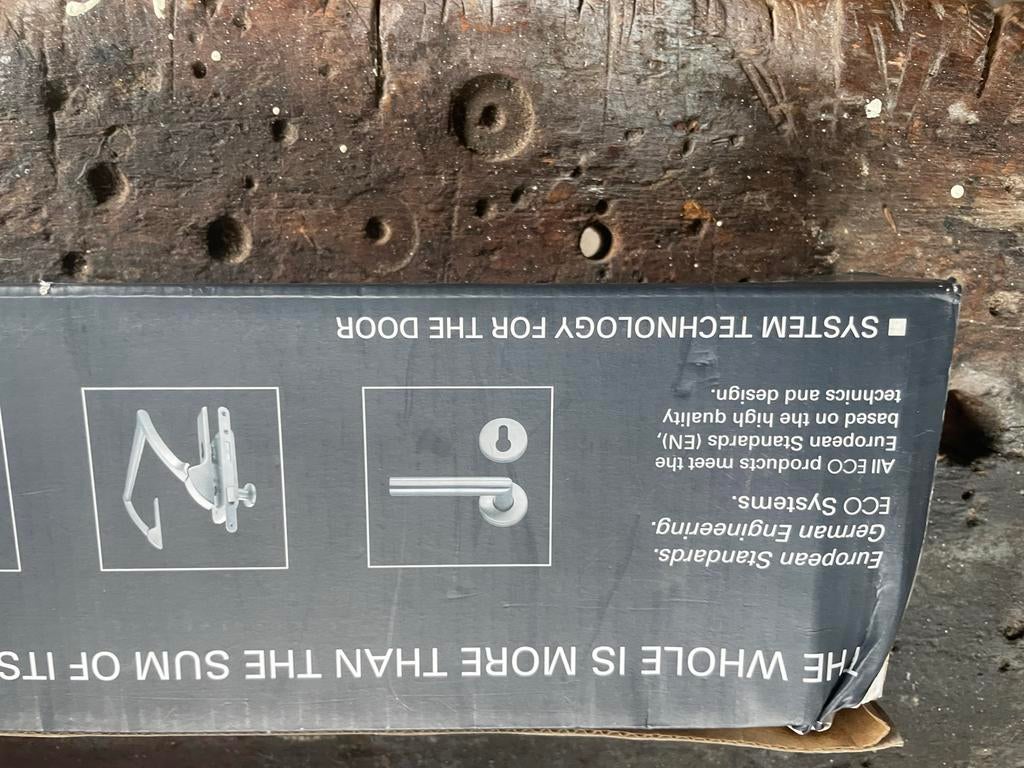 THE WHOLE IS MORE THAN THE SUM OF ITS
European Standards.
German Engineering.
ECO Systems.
All ECO products meet the
European Standards (EN),
based on the high quality
technics and design.
SYSTEM TECHNOLOGY FOR THE DOOR